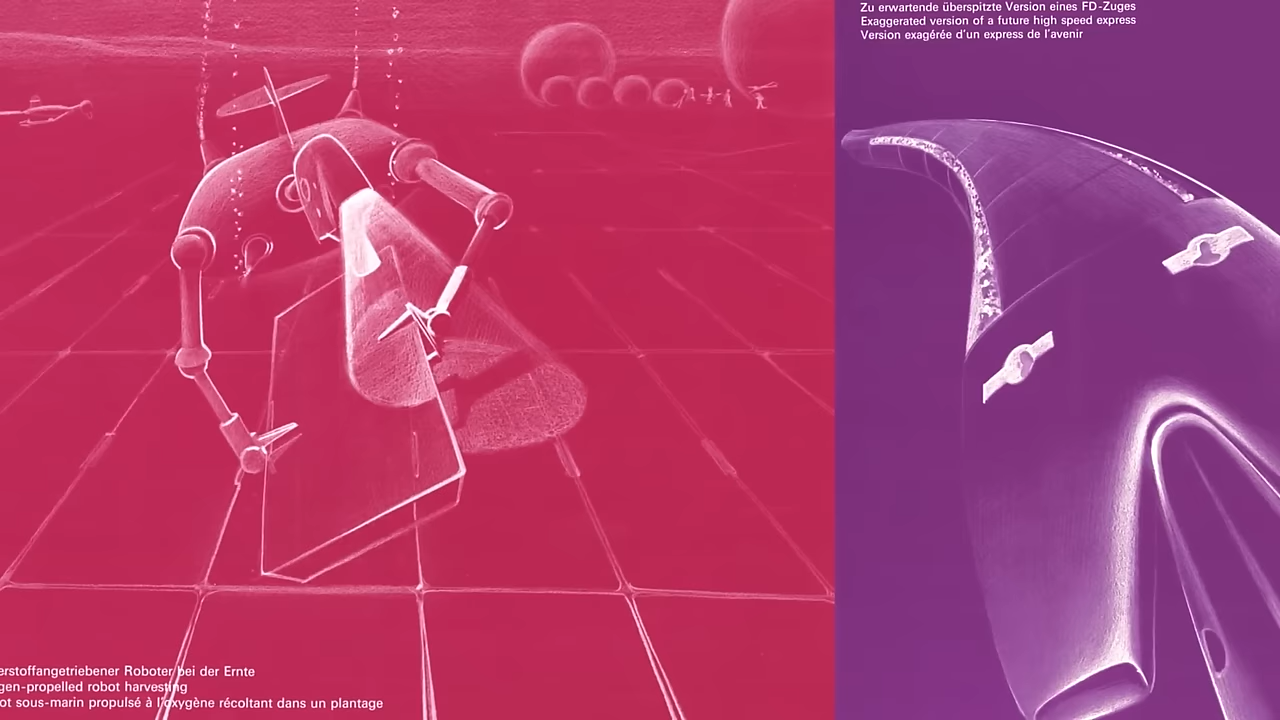 erstoffangetriebener Roboter bei der Ernte
gen-propelled robot harvesting
ot sous-marin propulsé à l'oxygène récoltant dans un plantage
Zu erwartende überspitzte Version eines FD-Zuges
Exaggerated version of a future high speed express
Version exagérée d'un express de l'avenir